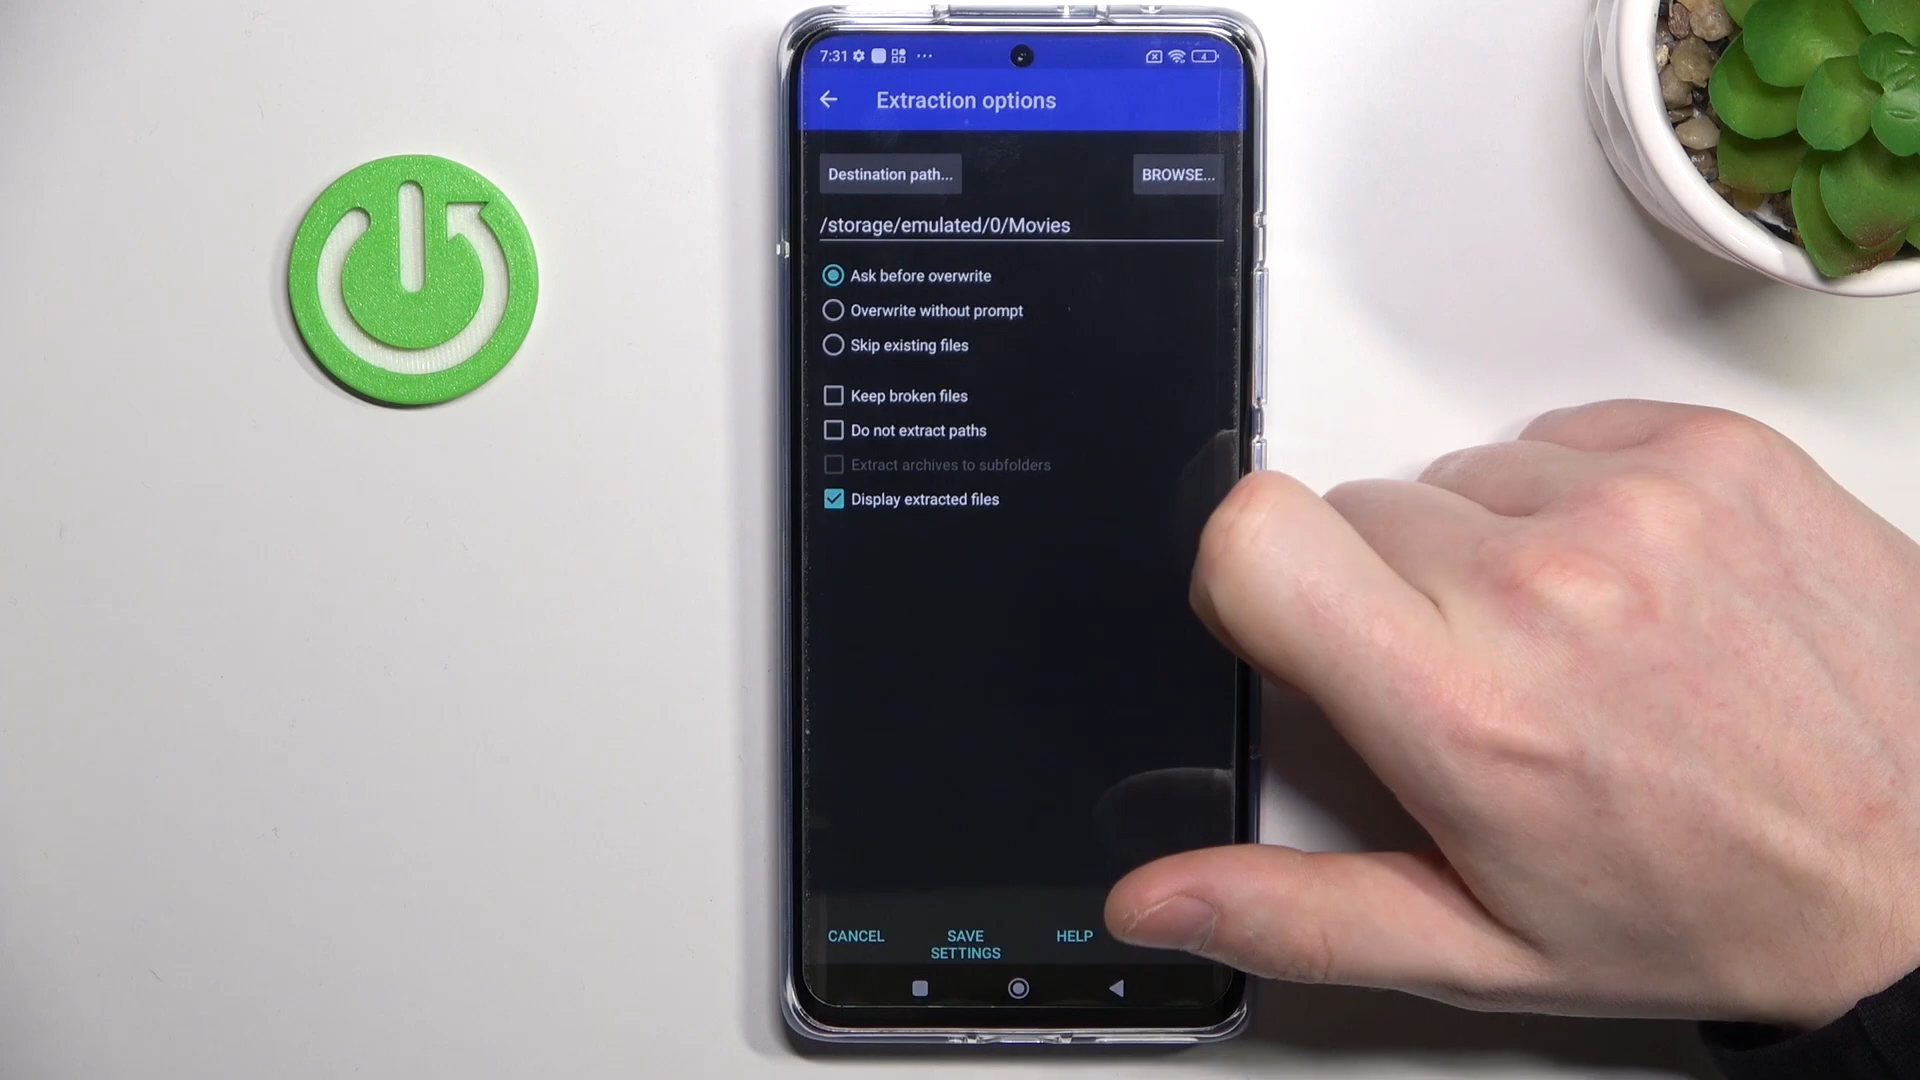 7:31 ... 4
Extraction options
Destination path...
BROWSE...
/storage/emulated/0/Movies
Ask before overwrite
Overwrite without prompt
Skip existing files
Keep broken files
Do not extract paths
Extract archives to subfolders
Display extracted files
CANCEL
SAVE
SETTINGS
HELP